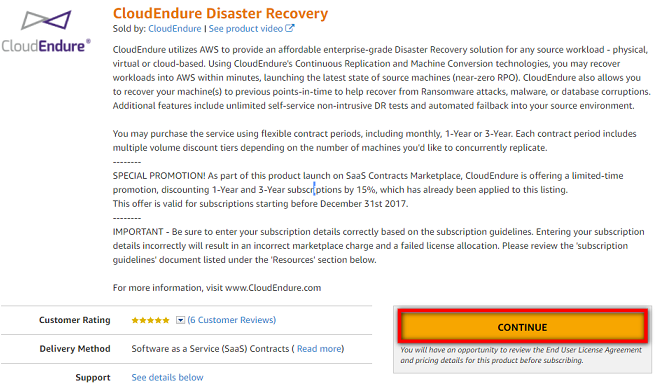 CloudEndure®
CloudEndure Disaster Recovery
Sold by: CloudEndure | See product video
CloudEndure utilizes AWS to provide an affordable enterprise-grade Disaster Recovery solution for any source workload - physical,
virtual or cloud-based. Using CloudEndure's Continuous Replication and Machine Conversion technologies, you may recover
workloads into AWS within minutes, launching the latest state of source machines (near-zero RPO). CloudEndure also allows you
to recover your machine(s) to previous points-in-time to help recover from Ransomware attacks, malware, or database corruptions.
Additional features include unlimited self-service non-intrusive DR tests and automated failback into your source environment.
You may purchase the service using flexible contract periods, including monthly, 1-Year or 3-Year. Each contract period includes
multiple volume discount tiers depending on the number of machines you'd like to concurrently replicate.
--------
SPECIAL PROMOTION! As part of this product launch on SaaS Contracts Marketplace, CloudEndure is offering a limited-time
promotion, discounting 1-Year and 3-Year subscriptions by 15%, which has already been applied to this listing.
This offer is valid for subscriptions starting before December 31st 2017.
--------
IMPORTANT - Be sure to enter your subscription details correctly based on the subscription guidelines. Entering your subscription
details incorrectly will result in an incorrect marketplace charge and a failed license allocation. Please review the 'subscription
guidelines' document listed under the 'Resources' section below.
For more information, visit www.CloudEndure.com
Customer Rating (6 Customer Reviews)
Delivery Method Software as a Service (SaaS) Contracts ( Read more)
Support See details below
CONTINUE
You will have an opportunity to review the End User License Agreement
and pricing details for this product before subscribing.